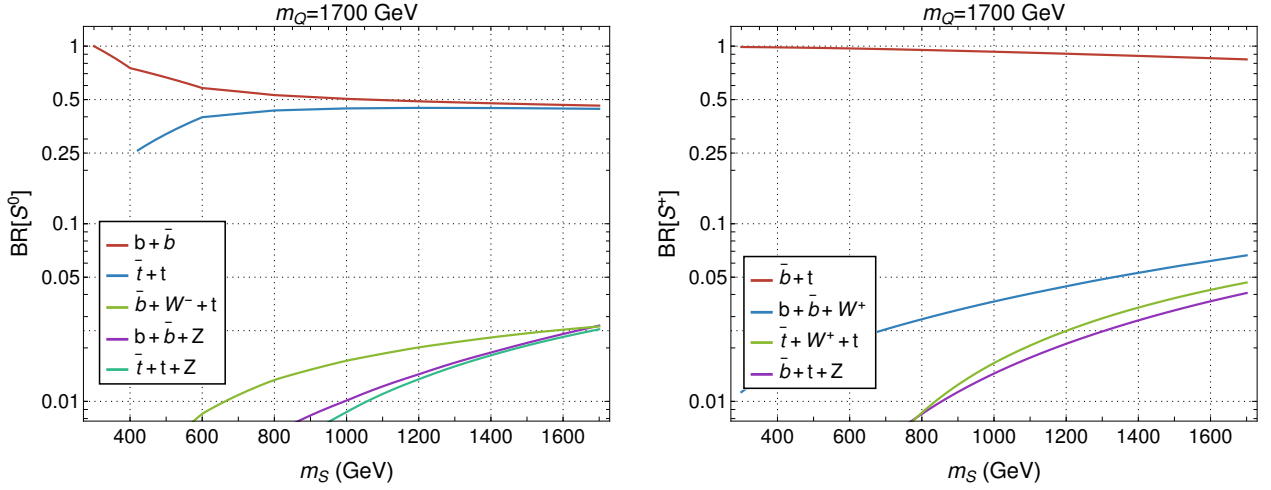 m_Q=1700 GeV
BR[S⁰]
1
0.5
0.25
0.1
0.05
0.01
b + b̄
t̄ + t
b̄ + W⁻ + t
b + b̄ + Z
t̄ + t + Z
400 600 800 1000 1200 1400 1600
m_S (GeV)
m_Q=1700 GeV
BR[S⁺]
1
0.5
0.25
0.1
0.05
0.01
b̄ + t
b + b̄ + W⁺
t̄ + W⁺ + t
b̄ + t + Z
400 600 800 1000 1200 1400 1600
m_S (GeV)